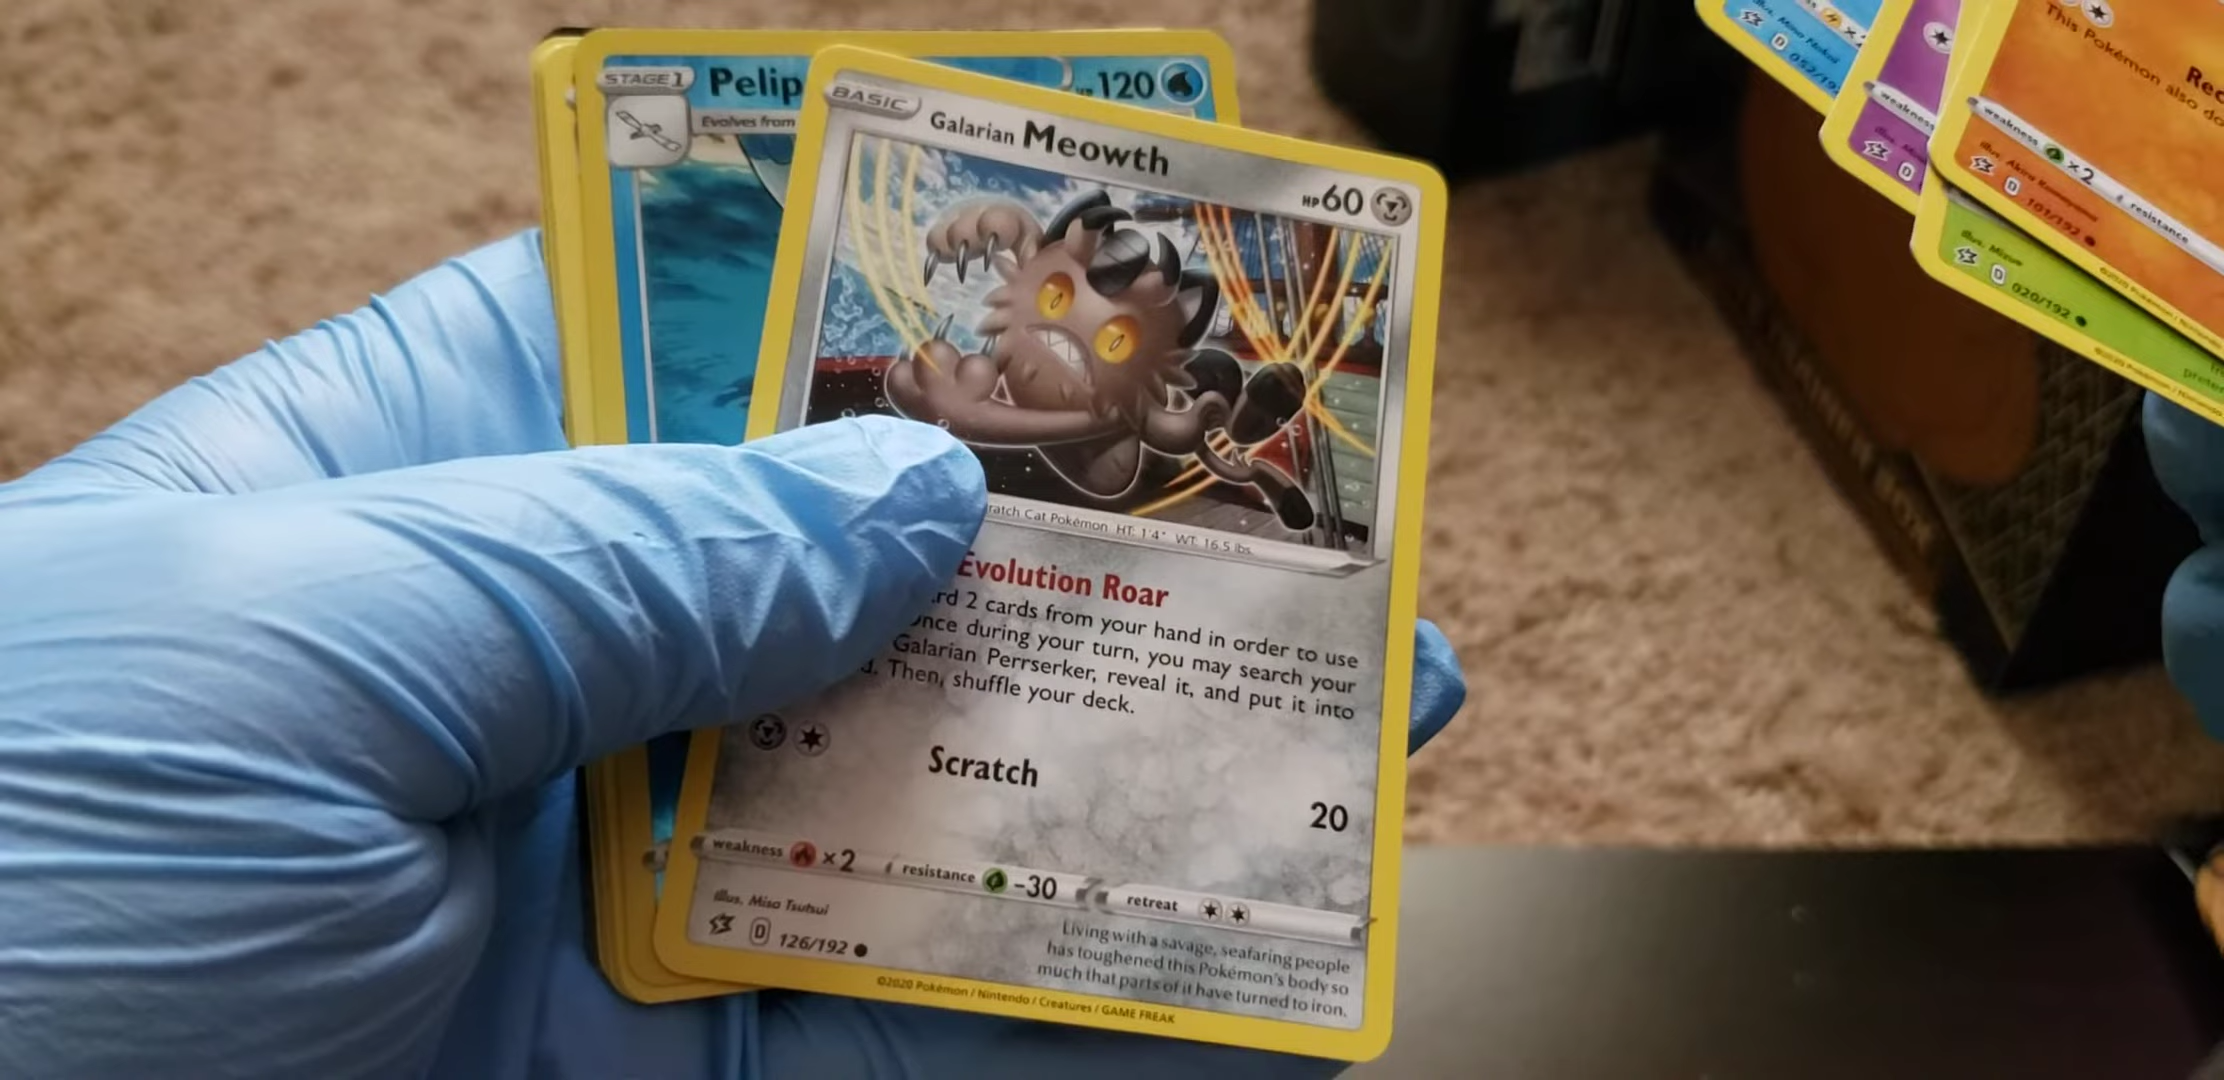 STAGE 1
Pelip
120
Evolves from
BASIC
Galarian Meowth
HP 60
ratch Cat Pokémon HT: 1'4" WT: 16.5 lbs.
Evolution Roar
rd 2 cards from your hand in order to use
nce during your turn, you may search your
Galarian Perrserker, reveal it, and put it into
d. Then, shuffle your deck.
Scratch
20
weakness ×2 resistance -30 retreat
illus. Misa Tsutsui
D 126/192
Living with a savage, seafaring people
has toughened this Pokémon's body so
much that parts of it have turned to iron.
©2020 Pokémon / Nintendo / Creatures / GAME FREAK
D 052/19
weakness
D
This Pokémon also do
Rec
weakness ×2 resistance
D 101/192
illus. Mizue
D 020/192